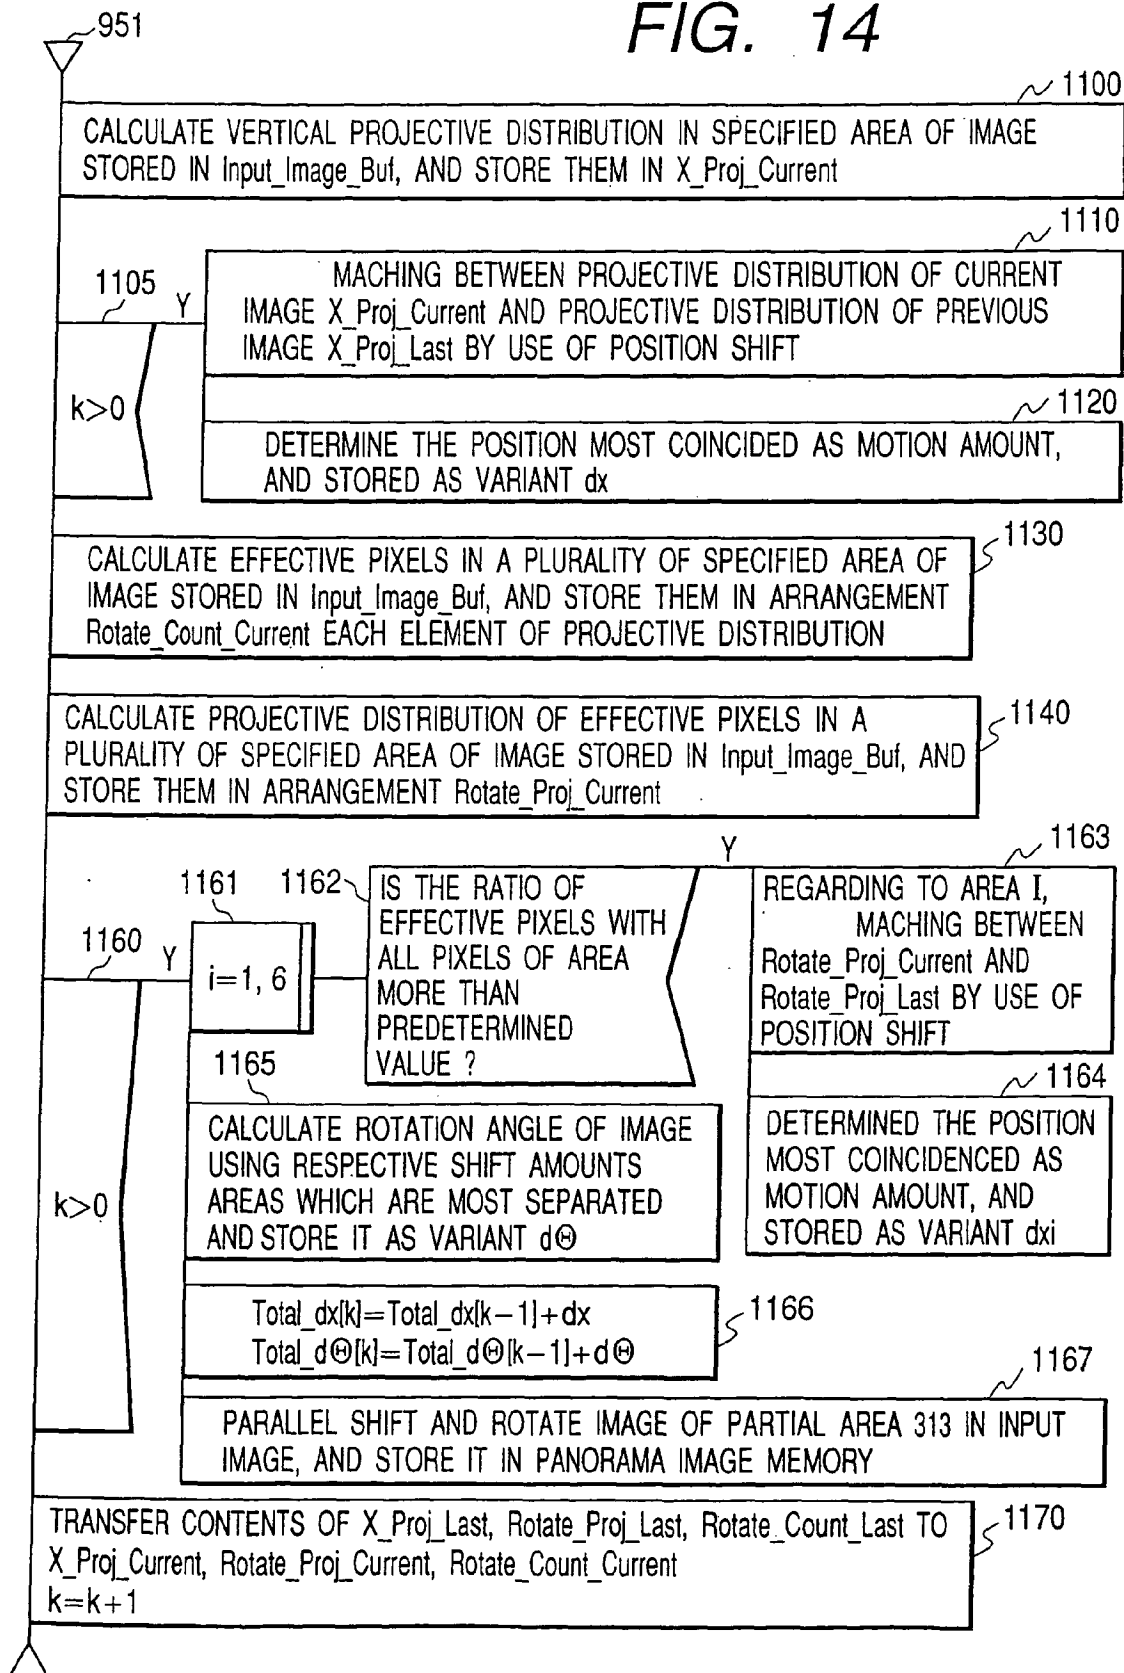 FIG. 14
951
1100
CALCULATE VERTICAL PROJECTIVE DISTRIBUTION IN SPECIFIED AREA OF IMAGE
STORED IN Input_Image_Buf, AND STORE THEM IN X_Proj_Current
1105
Y
k>0
1110
MACHING BETWEEN PROJECTIVE DISTRIBUTION OF CURRENT
IMAGE X_Proj_Current AND PROJECTIVE DISTRIBUTION OF PREVIOUS
IMAGE X_Proj_Last BY USE OF POSITION SHIFT
1120
DETERMINE THE POSITION MOST COINCIDED AS MOTION AMOUNT,
AND STORED AS VARIANT dx
1130
CALCULATE EFFECTIVE PIXELS IN A PLURALITY OF SPECIFIED AREA OF
IMAGE STORED IN Input_Image_Buf, AND STORE THEM IN ARRANGEMENT
Rotate_Count_Current EACH ELEMENT OF PROJECTIVE DISTRIBUTION
1140
CALCULATE PROJECTIVE DISTRIBUTION OF EFFECTIVE PIXELS IN A
PLURALITY OF SPECIFIED AREA OF IMAGE STORED IN Input_Image_Buf, AND
STORE THEM IN ARRANGEMENT Rotate_Proj_Current
1160
Y
k>0
1161
i=1, 6
1162
IS THE RATIO OF
EFFECTIVE PIXELS WITH
ALL PIXELS OF AREA
MORE THAN
PREDETERMINED
VALUE ?
Y
1163
REGARDING TO AREA I,
MACHING BETWEEN
Rotate_Proj_Current AND
Rotate_Proj_Last BY USE OF
POSITION SHIFT
1164
DETERMINED THE POSITION
MOST COINCIDENCED AS
MOTION AMOUNT, AND
STORED AS VARIANT dxi
1165
CALCULATE ROTATION ANGLE OF IMAGE
USING RESPECTIVE SHIFT AMOUNTS
AREAS WHICH ARE MOST SEPARATED
AND STORE IT AS VARIANT dΘ
1166
Total_dx[k]=Total_dx[k-1]+dx
Total_dΘ[k]=Total_dΘ[k-1]+dΘ
1167
PARALLEL SHIFT AND ROTATE IMAGE OF PARTIAL AREA 313 IN INPUT
IMAGE, AND STORE IT IN PANORAMA IMAGE MEMORY
1170
TRANSFER CONTENTS OF X_Proj_Last, Rotate_Proj_Last, Rotate_Count_Last TO
X_Proj_Current, Rotate_Proj_Current, Rotate_Count_Current
k=k+1